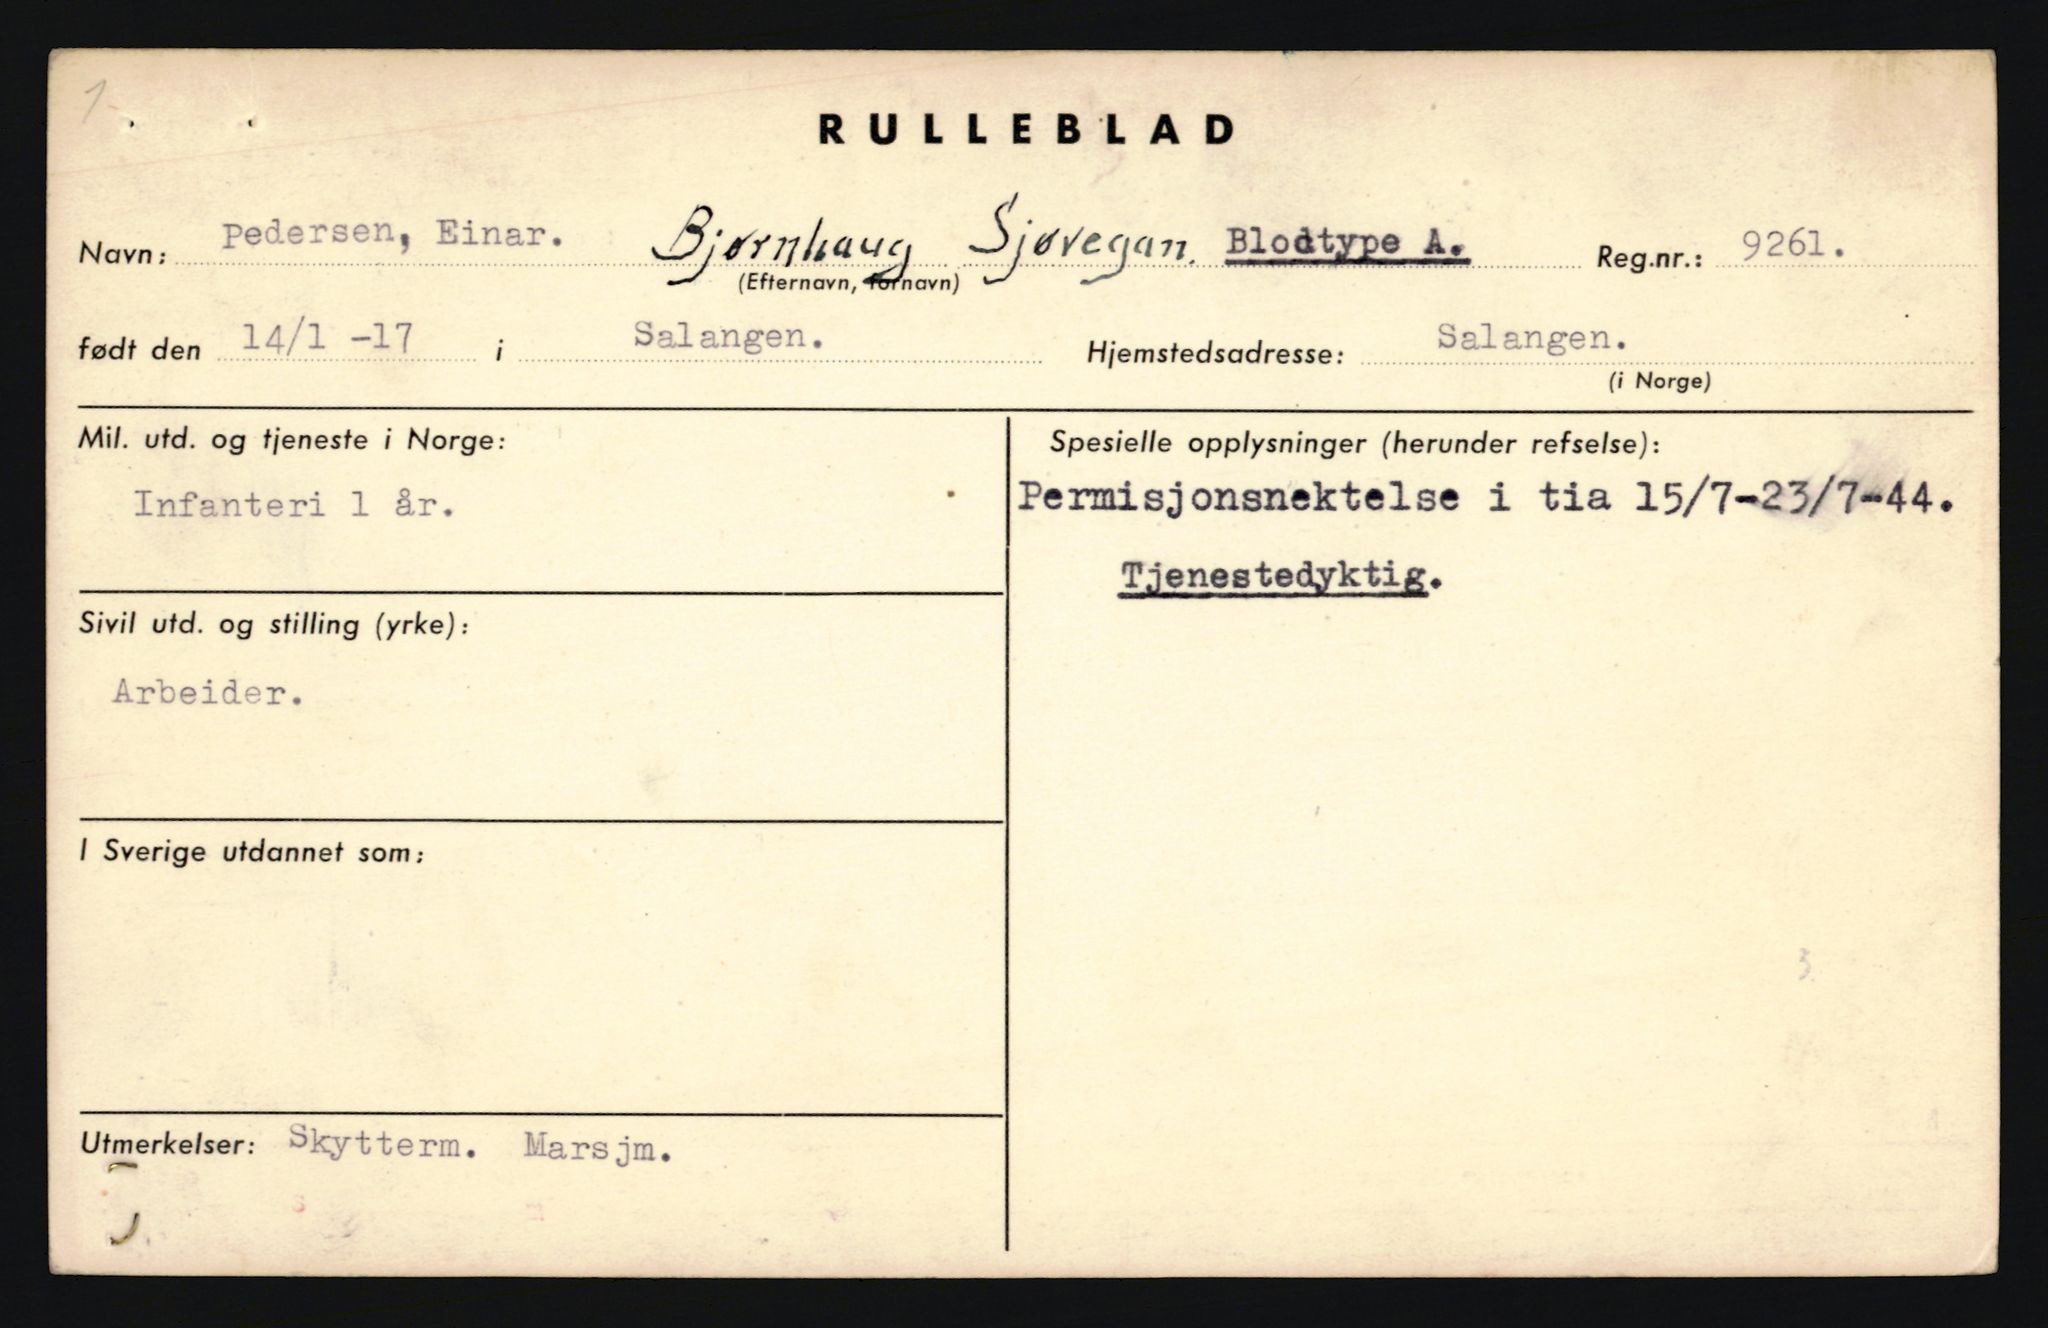 1
RULLEBLAD
Navn: Pedersen, Einar. Bjørnhaug Sjøvegan. Blodtype A. Reg.nr.: 9261.
(Efternavn, fornavn)
født den 14/1 -17 i Salangen. Hjemstedsadresse: Salangen.
(i Norge)
Mil. utd. og tjeneste i Norge:
Infanteri 1 år.
Sivil utd. og stilling (yrke):
Arbeider.
I Sverige utdannet som:
Utmerkelser: Skytterm. Marsjm.
Spesielle opplysninger (herunder refselse):
Permisjonsnektelse i tia 15/7-23/7-44.
Tjenestedyktig.